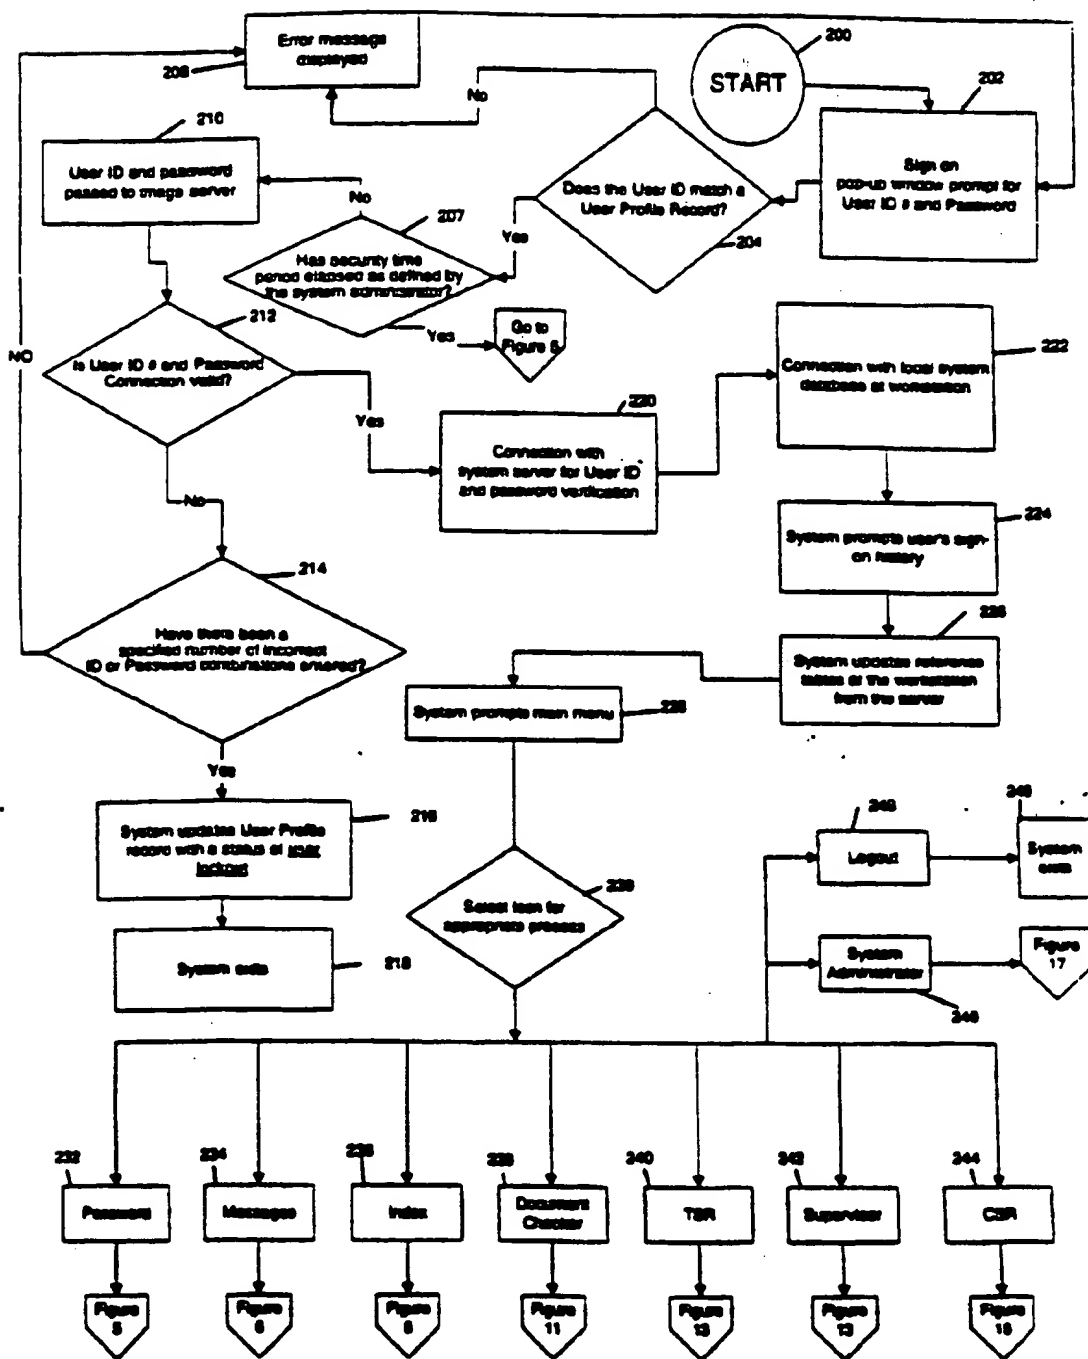 Error message
displayed
208
No
200
START
202
Sign on
pop-up window prompt for
User ID # and Password
210
User ID and password
passed to image server
No
207
Does the User ID match a
User Profile Record?
204
Yes
Has security time
period elapsed as defined by
the system administrator?
212
Yes
Go to
Figure 5
NO
Is User ID # and Password
Connection valid?
Yes
220
Connection with
system server for User ID
and password verification
222
Connection with local system
database at workstation
No
224
System prompts user's sign-
on history
214
Have there been a
specified number of incorrect
ID or Password combinations entered?
226
System updates reference
tables at the workstation
from the server
System prompts main menu
228
Yes
System updates User Profile
record with a status of user
lockout
216
Logout
System
exits
Select icon for
appropriate process
System exits
218
System
Administrator
Figure
17
232
234
240
242
244
Password
Messages
Index
Document
Checker
TSR
Supervisor
CSR
Figure
5
Figure
6
Figure
Figure
11
Figure
13
Figure
13
Figure